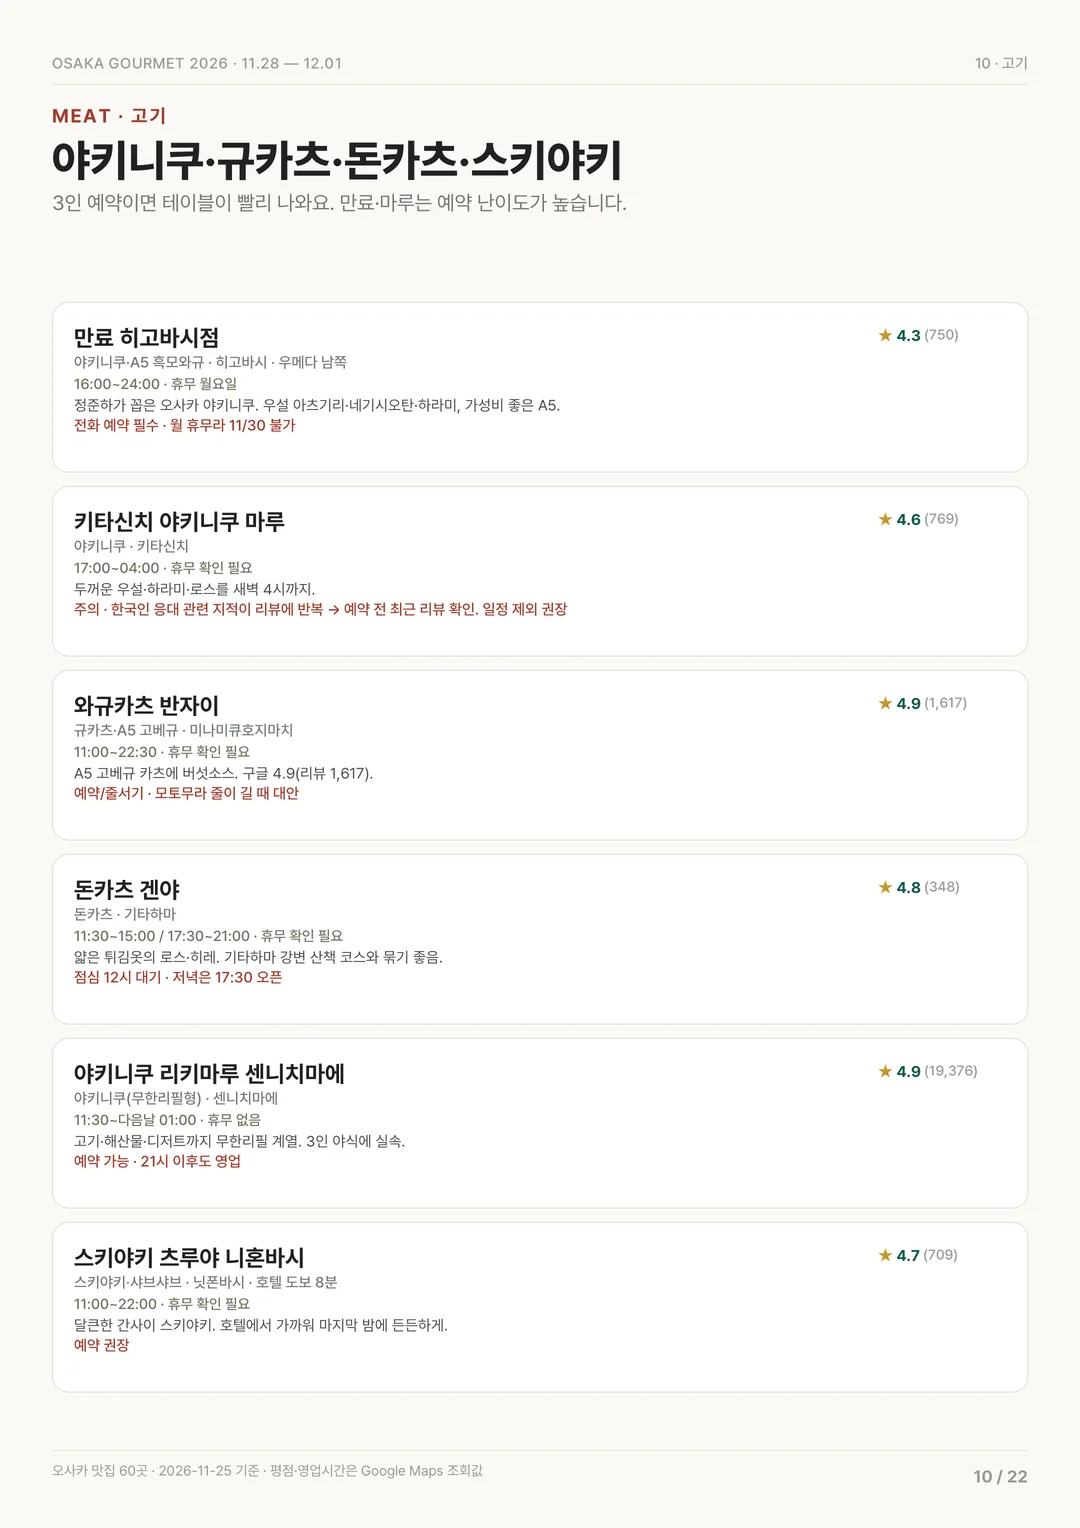 OSAKA GOURMET 2026 · 11.28 — 12.01
10 · 고기
MEAT · 고기
야키니쿠·규카츠·돈카츠·스키야키
3인 예약이면 테이블이 빨리 나와요. 만료·마루는 예약 난이도가 높습니다.
만료 히고바시점
★ 4.3 (750)
야키니쿠·A5 흑모와규 · 히고바시 · 우메다 남쪽
16:00~24:00 · 휴무 월요일
정준하가 꼽은 오사카 야키니쿠. 우설 아츠기리·네기시오탄·하라미, 가성비 좋은 A5.
전화 예약 필수 · 월 휴무라 11/30 불가
키타신치 야키니쿠 마루
★ 4.6 (769)
야키니쿠 · 키타신치
17:00~04:00 · 휴무 확인 필요
두꺼운 우설·하라미·로스를 새벽 4시까지.
주의 · 한국인 응대 관련 지적이 리뷰에 반복 → 예약 전 최근 리뷰 확인. 일정 제외 권장
와규카츠 반자이
★ 4.9 (1,617)
규카츠·A5 고베규 · 미나미큐호지마치
11:00~22:30 · 휴무 확인 필요
A5 고베규 카츠에 버섯소스. 구글 4.9(리뷰 1,617).
예약/줄서기 · 모토무라 줄이 길 때 대안
돈카츠 겐야
★ 4.8 (348)
돈카츠 · 기타하마
11:30~15:00 / 17:30~21:00 · 휴무 확인 필요
얇은 튀김옷의 로스·히레. 기타하마 강변 산책 코스와 묶기 좋음.
점심 12시 대기 · 저녁은 17:30 오픈
야키니쿠 리키마루 센니치마에
★ 4.9 (19,376)
야키니쿠(무한리필형) · 센니치마에
11:30~다음날 01:00 · 휴무 없음
고기·해산물·디저트까지 무한리필 계열. 3인 야식에 실속.
예약 가능 · 21시 이후도 영업
스키야키 츠루야 니혼바시
★ 4.7 (709)
스키야키·샤브샤브 · 닛폰바시 · 호텔 도보 8분
11:00~22:00 · 휴무 확인 필요
달큰한 간사이 스키야키. 호텔에서 가까워 마지막 밤에 든든하게.
예약 권장
오사카 맛집 60곳 · 2026-11-25 기준 · 평점·영업시간은 Google Maps 조회값
10 / 22